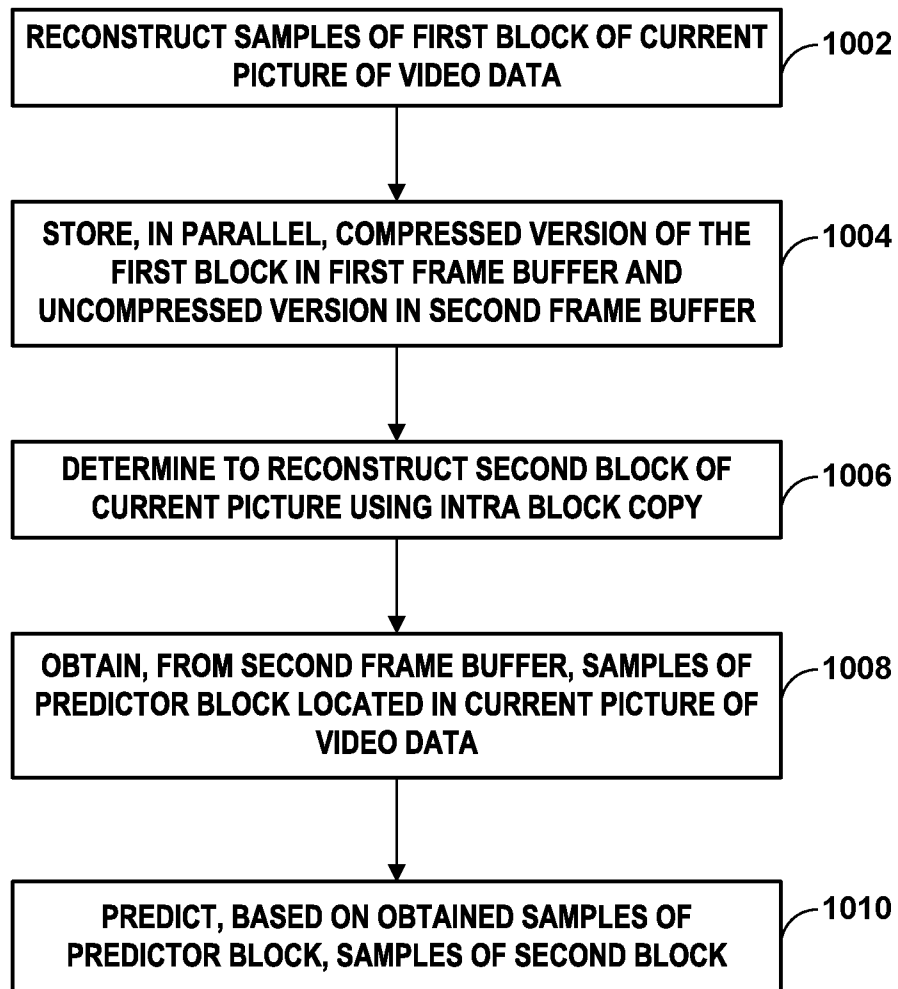 RECONSTRUCT SAMPLES OF FIRST BLOCK OF CURRENT
PICTURE OF VIDEO DATA
1002
STORE, IN PARALLEL, COMPRESSED VERSION OF THE
FIRST BLOCK IN FIRST FRAME BUFFER AND
UNCOMPRESSED VERSION IN SECOND FRAME BUFFER
1004
DETERMINE TO RECONSTRUCT SECOND BLOCK OF
CURRENT PICTURE USING INTRA BLOCK COPY
1006
OBTAIN, FROM SECOND FRAME BUFFER, SAMPLES OF
PREDICTOR BLOCK LOCATED IN CURRENT PICTURE OF
VIDEO DATA
1008
PREDICT, BASED ON OBTAINED SAMPLES OF
PREDICTOR BLOCK, SAMPLES OF SECOND BLOCK
1010